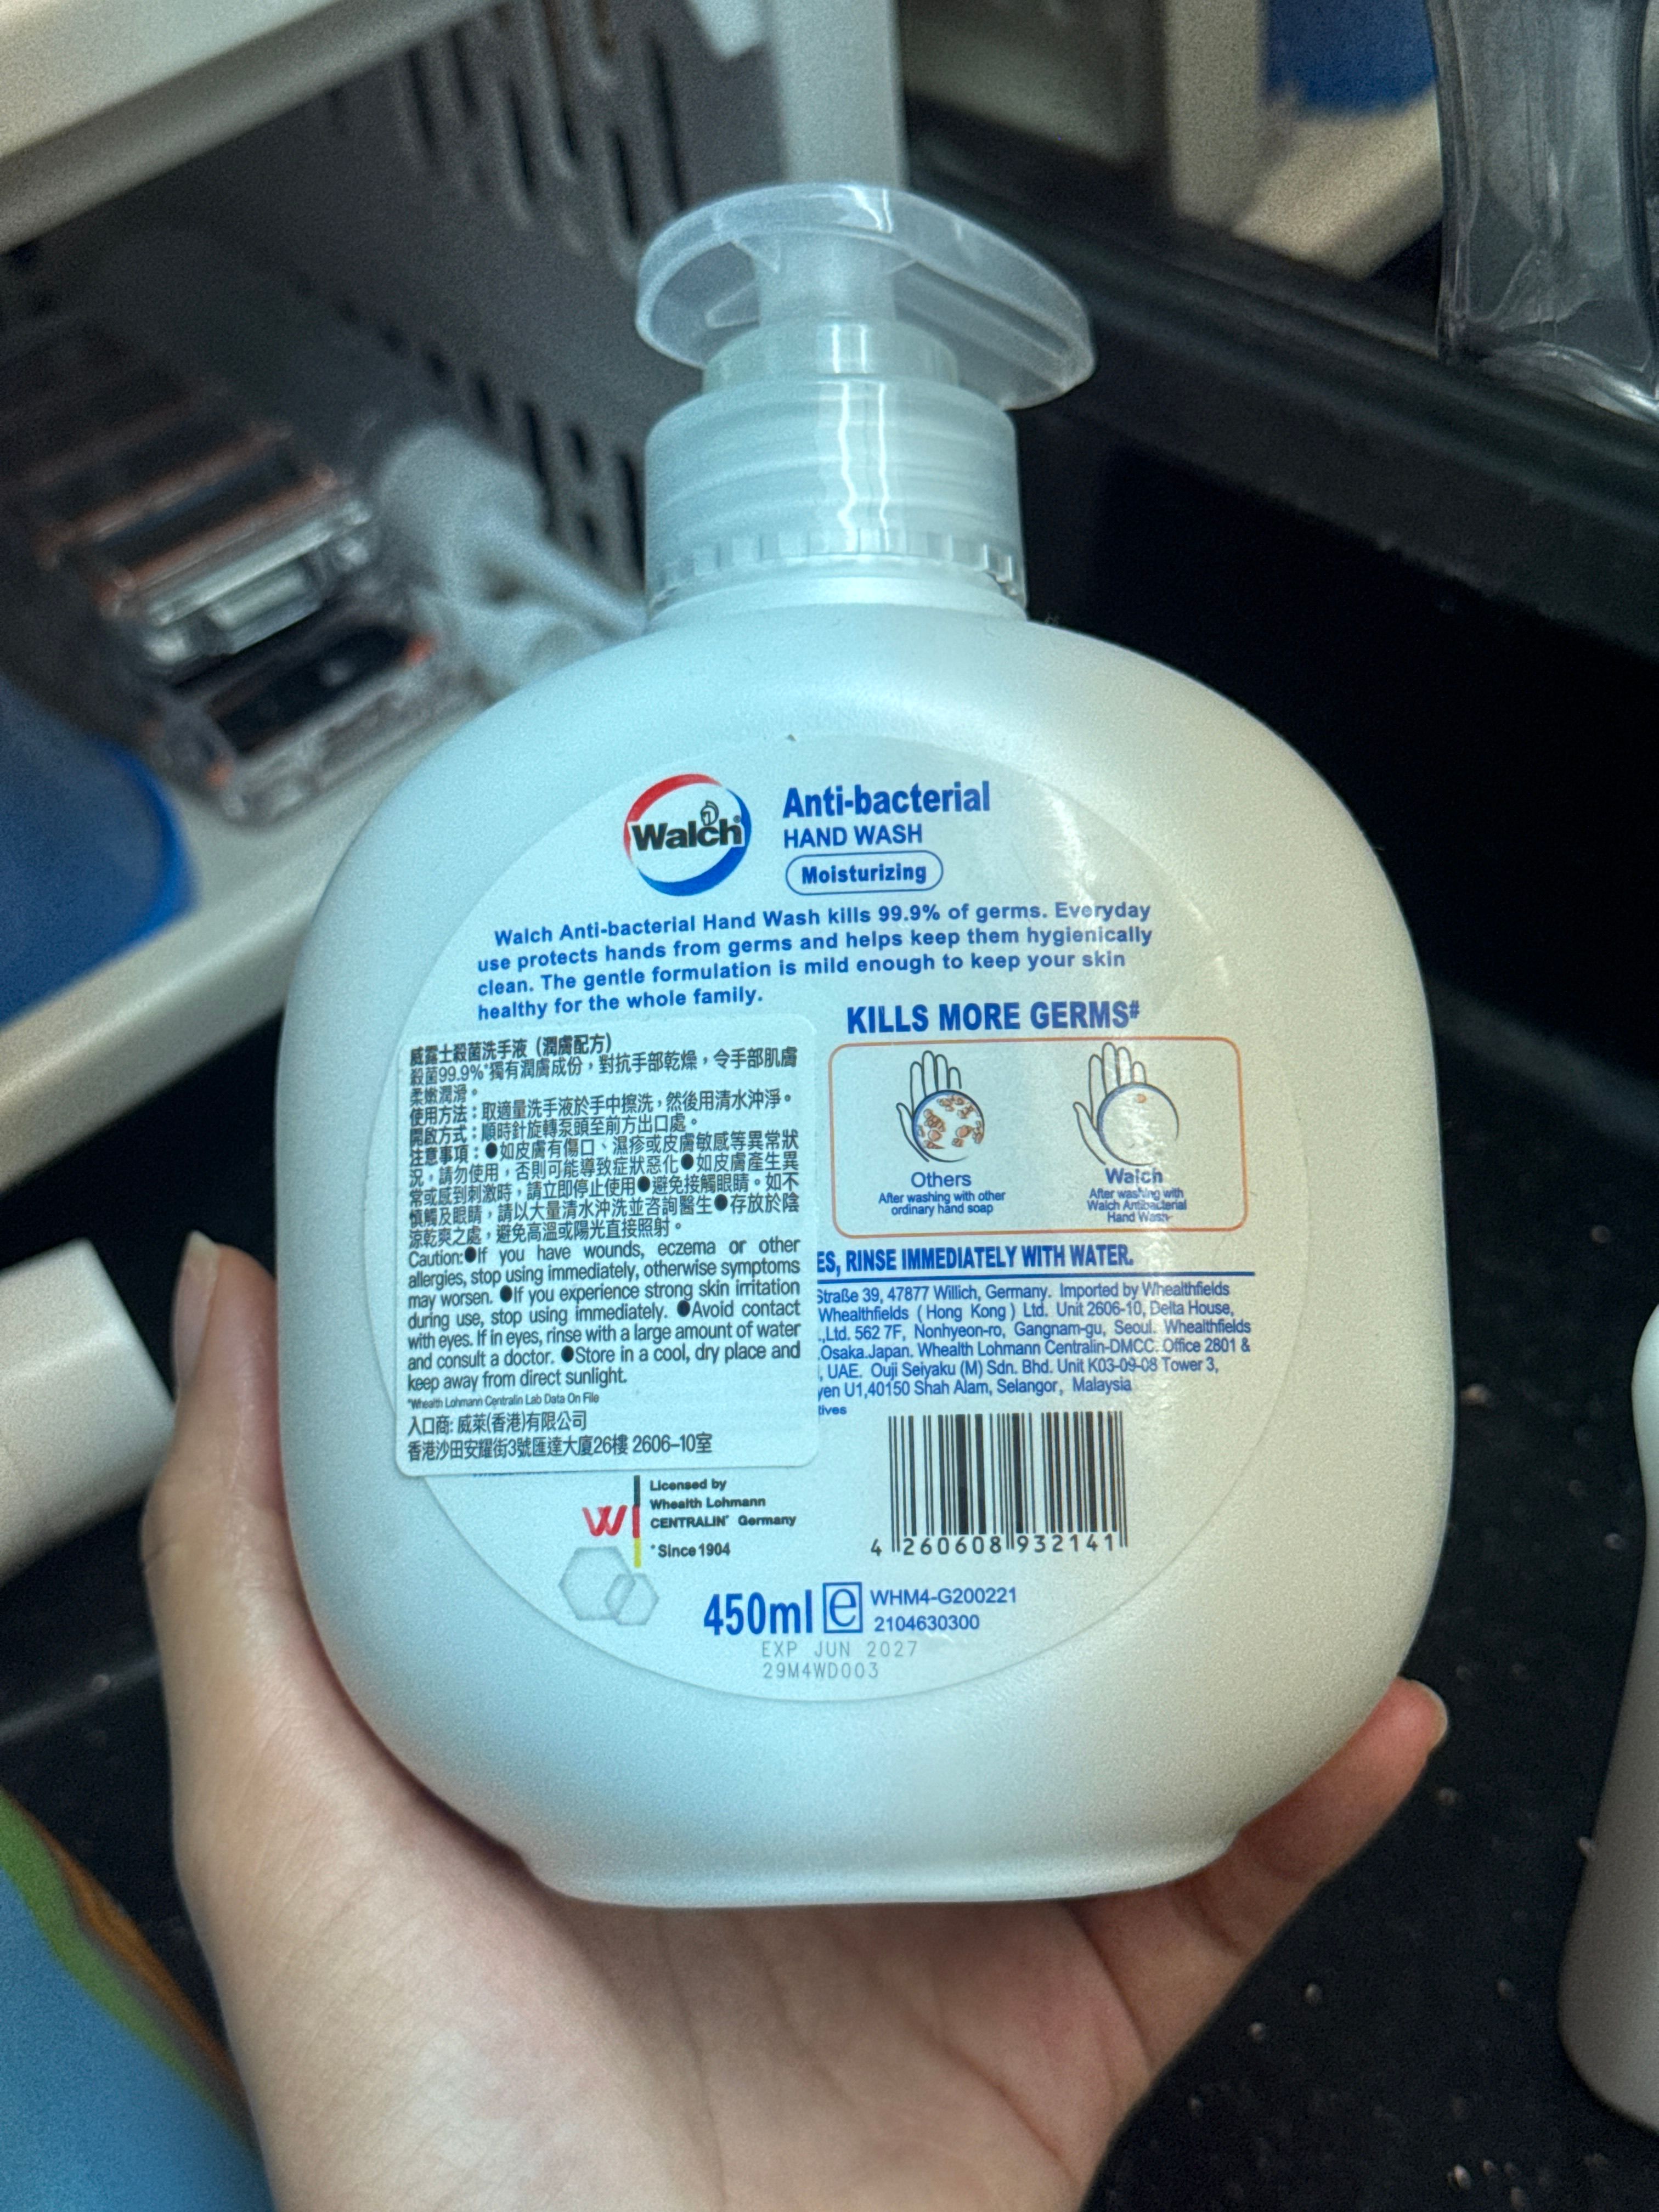 Walch®
Anti-bacterial
HAND WASH
Moisturizing
Walch Anti-bacterial Hand Wash kills 99.9% of germs. Everyday
use protects hands from germs and helps keep them hygienically
clean. The gentle formulation is mild enough to keep your skin
healthy for the whole family.
威露士殺菌洗手液 (潤膚配方)
殺菌99.9%*獨有潤膚成份，對抗手部乾燥，令手部肌膚
柔嫩潤滑。
使用方法：取適量洗手液於手中擦洗，然後用清水沖淨。
開啟方式：順時針旋轉泵頭至前方出口處。
注意事項：●如皮膚有傷口、濕疹或皮膚敏感等異常狀
況，請勿使用，否則可能導致症狀惡化●如皮膚產生異
常或感到刺激時，請立即停止使用●避免接觸眼睛。如不
慎觸及眼睛，請以大量清水沖洗並咨詢醫生●存放於陰
涼乾爽之處，避免高溫或陽光直接照射。
Caution:●If you have wounds, eczema or other
allergies, stop using immediately, otherwise symptoms
may worsen. ●If you experience strong skin irritation
during use, stop using immediately. ●Avoid contact
with eyes. If in eyes, rinse with a large amount of water
and consult a doctor. ●Store in a cool, dry place and
keep away from direct sunlight.
*Whealth Lohmann Centralin Lab Data On File
入口商: 威萊(香港)有限公司
香港沙田安耀街3號匯達大廈26樓 2606-10室
KILLS MORE GERMS#
Others
After washing with other
ordinary hand soap
Walch
After washing with
Walch Antibacterial
Hand Wash
ES, RINSE IMMEDIATELY WITH WATER.
Straße 39, 47877 Willich, Germany. Imported by Whealthfields
Whealthfields ( Hong Kong ) Ltd. Unit 2606-10, Delta House,
.,Ltd. 562 7F, Nonhyeon-ro, Gangnam-gu, Seoul. Whealthfields
.Osaka.Japan. Whealth Lohmann Centralin-DMCC. Office 2801 &
, UAE. Ouji Seiyaku (M) Sdn. Bhd. Unit K03-09-08 Tower 3,
yen U1,40150 Shah Alam, Selangor, Malaysia
tives
W
Licensed by
Whealth Lohmann
CENTRALIN* Germany
*Since 1904
4 260608 932141
450ml e
WHM4-G200221
2104630300
EXP JUN 2027
29M4WD003